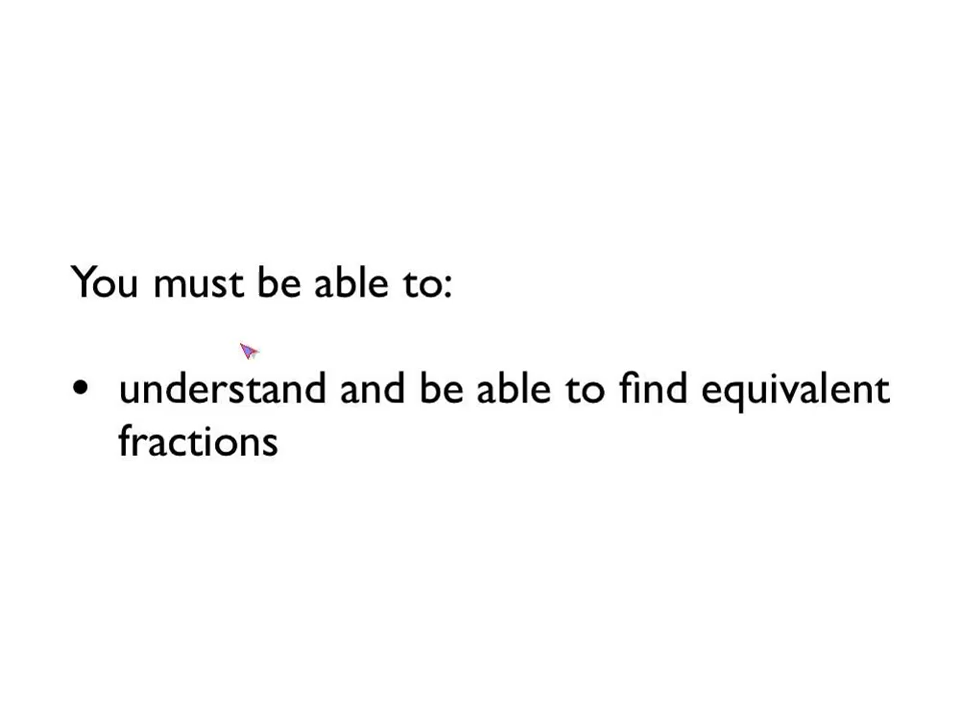 You must be able to:
• understand and be able to find equivalent
fractions